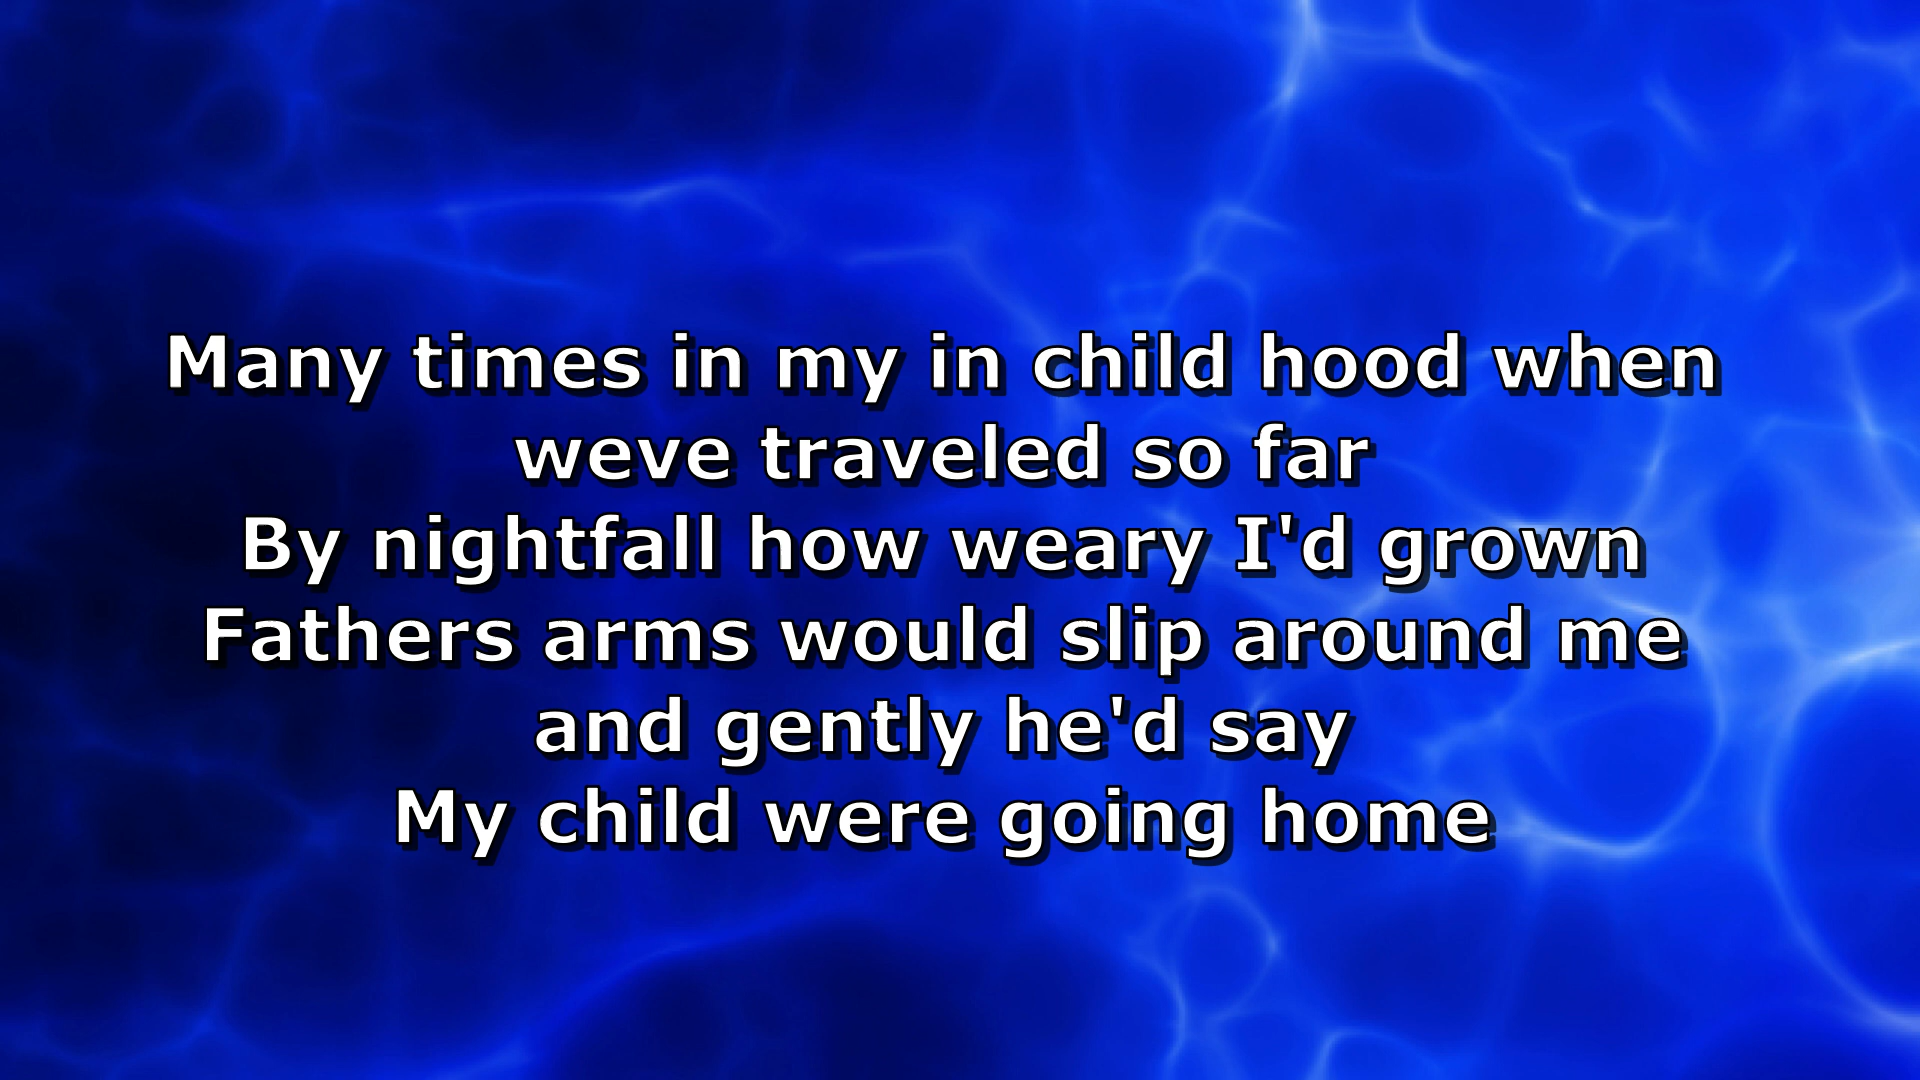 Many times in my in child hood when
weve traveled so far
By nightfall how weary I'd grown
Fathers arms would slip around me
and gently he'd say
My child were going home